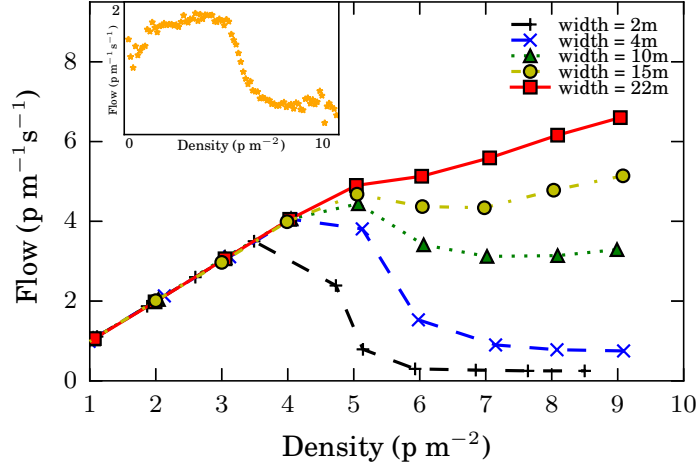 2
Flow (p m⁻¹s⁻¹)
0
10
Density(p m⁻²)
width = 2m
width = 4m
width = 10m
width = 15m
width = 22m
8
6
4
2
0
Flow (p m⁻¹s⁻¹)
1 2 3 4 5 6 7 8 9 10
Density (p m⁻²)